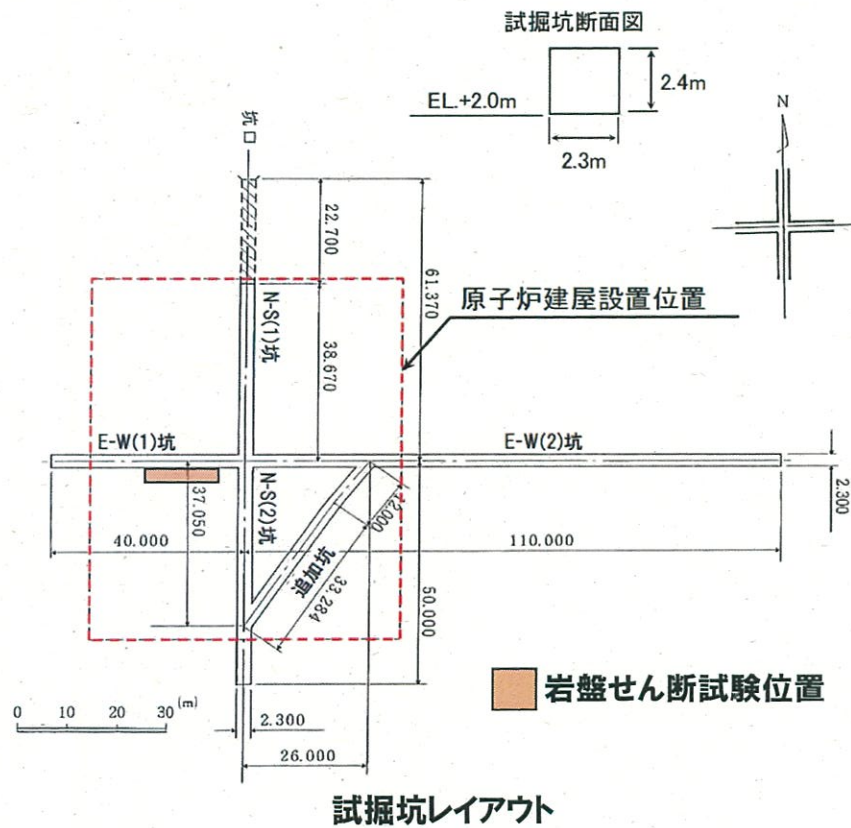 試掘坑断面図
EL.+2.0m
2.4m
2.3m
N
坑口
22.700
61.370
38.670
N-S(1)坑
原子炉建屋設置位置
E-W(1)坑
E-W(2)坑
N-S(2)坑
37.050
2.300
40.000
110.000
12.000
追加坑
33.284
50.000
岩盤せん断試験位置
0 10 20 30 (m)
2.300
26.000
試掘坑レイアウト